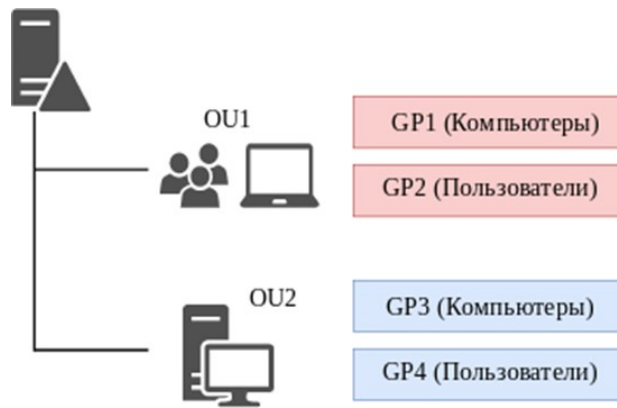 OU1
GP1 (Компьютеры)
GP2 (Пользователи)
OU2
GP3 (Компьютеры)
GP4 (Пользователи)